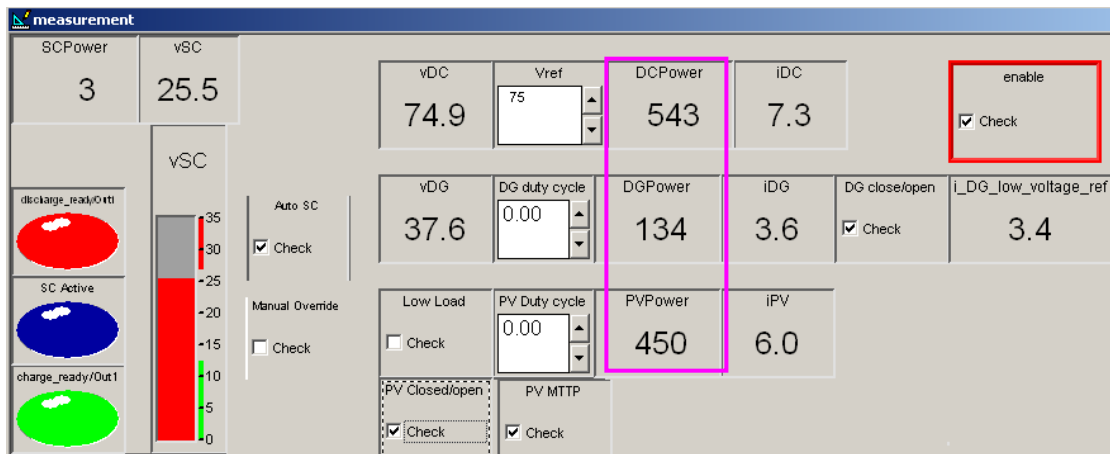 measurement
SCPower
3
vSC
25.5
vDC
74.9
Vref
75
DCPower
543
iDC
7.3
enable
Check
discharge_ready/Out1
SC Active
charge_ready/Out1
vSC
35
30
25
20
15
10
5
0
Auto SC
Check
Manual Override
Check
vDG
37.6
DG duty cycle
0.00
DGPower
134
iDG
3.6
DG close/open
Check
i_DG_low_voltage_ref
3.4
Low Load
Check
PV Duty cycle
0.00
PVPower
450
iPV
6.0
PV Closed/open
Check
PV MTTP
Check